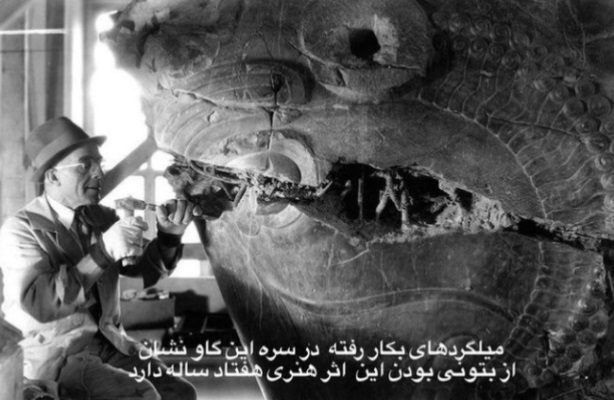 میلگردهای بکار رفته در سره این گاو نشان
از بتونی بودن این اثر هنری هفتاد ساله دارد